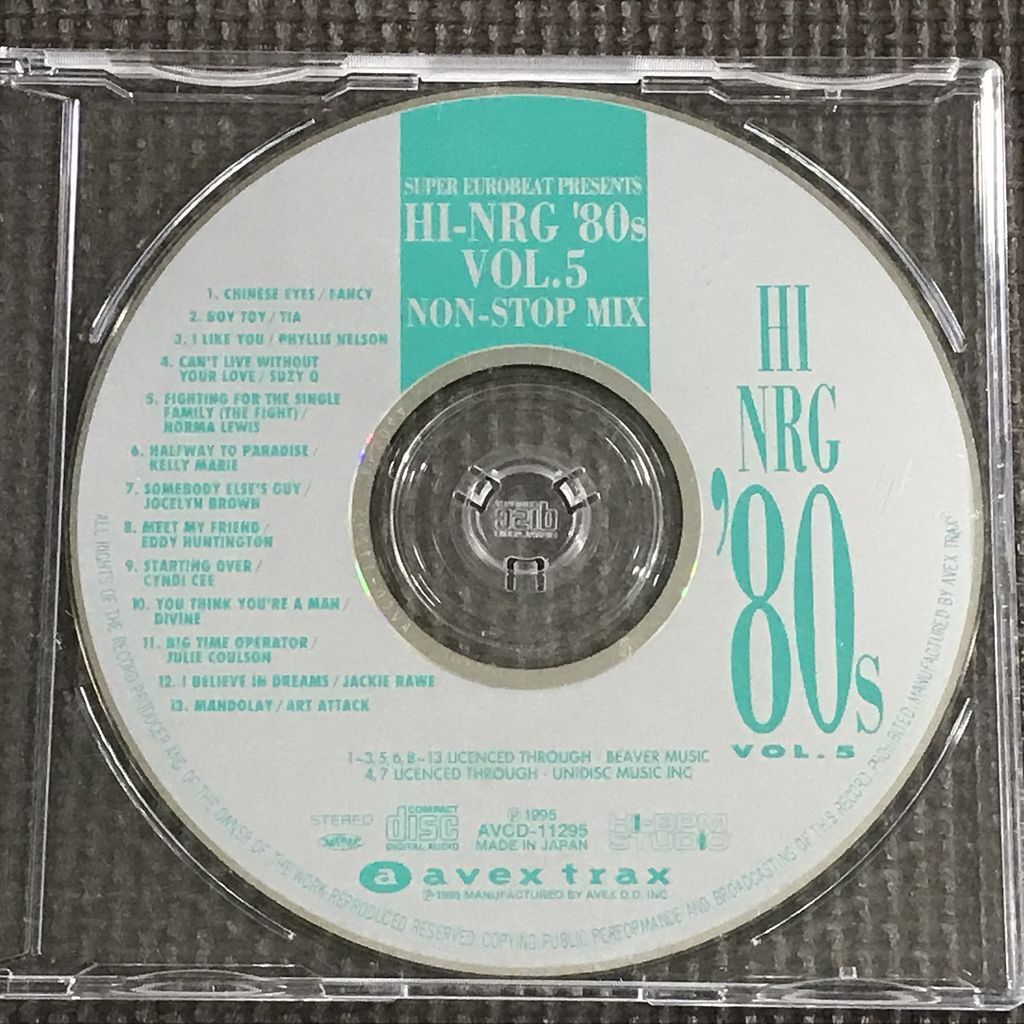 SUPER EUROBEAT PRESENTS
HI-NRG '80s
VOL.5
NON-STOP MIX
1. CHINESE EYES / FANCY
2. BOY TOY / TIA
3. I LIKE YOU / PHYLLIS NELSON
4. CAN'T LIVE WITHOUT
YOUR LOVE / SUZY Q
5. FIGHTING FOR THE SINGLE
FAMILY (THE FIGHT) /
NORMA LEWIS
6. HALFWAY TO PARADISE /
KELLY MARIE
7. SOMEBODY ELSE'S GUY /
JOCELYN BROWN
8. MEET MY FRIEND /
EDDY HUNTINGTON
9. STARTING OVER /
CYNDI CEE
10. YOU THINK YOU'RE A MAN /
DIVINE
11. BIG TIME OPERATOR /
JULIE COULSON
12. I BELIEVE IN DREAMS / JACKIE RAWE
13. MANDOLAY / ART ATTACK
HI
NRG
'80s
VOL.5
1~3, 5, 6, 8~13 LICENCED THROUGH · BEAVER MUSIC
4, 7 LICENCED THROUGH · UNIDISC MUSIC INC
STEREO
COMPACT
disc
DIGITAL AUDIO
℗1995
AVCD-11295
MADE IN JAPAN
HI-BPM
STUDIO
a avex trax
℗1995 MANUFACTURED BY AVEX D.D. INC
ALL RIGHTS OF THE RECORD PRODUCER AND OF THE OWNER OF THE WORK REPRODUCED RESERVED. COPYING, PUBLIC PERFORMANCE AND BROADCASTING OF THIS RECORD PROHIBITED. MANUFACTURED BY AVEX TRAX